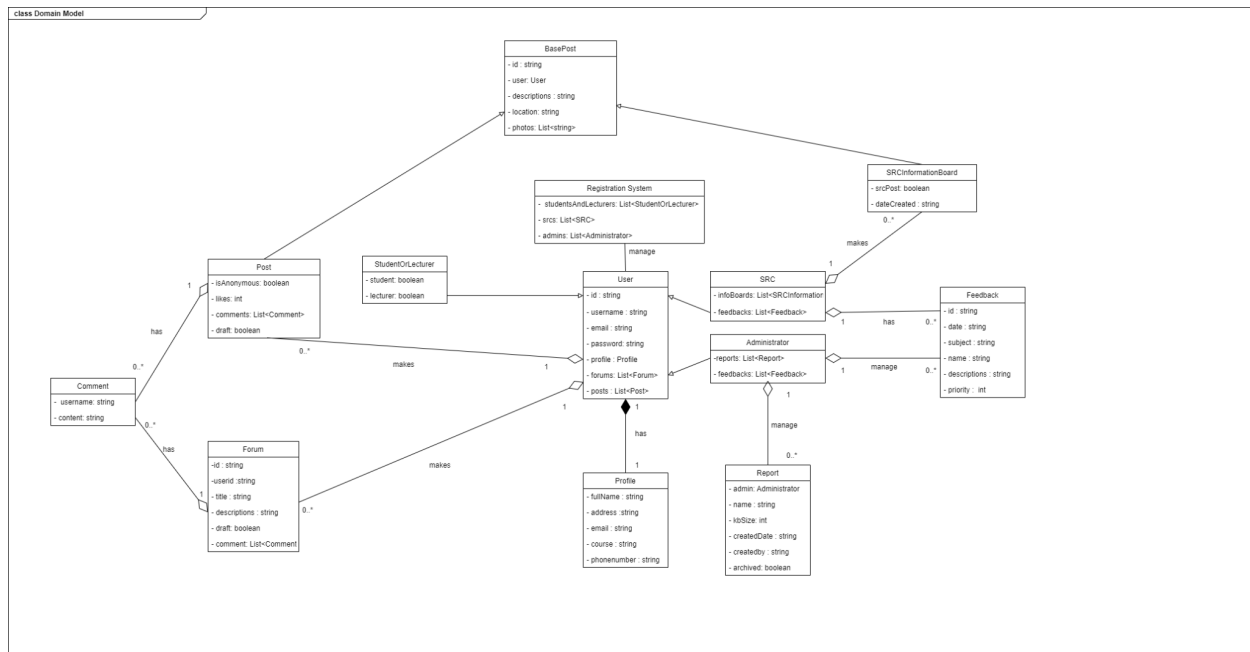 class Domain Model
BasePost
- id : string
- user: User
- descriptions : string
- location: string
- photos: List<string>
SRCInformationBoard
- srcPost: boolean
- dateCreated : string
0..*
makes
1
Registration System
- studentsAndLecturers: List<StudentOrLecturer>
- srcs: List<SRC>
- admins: List<Administrator>
manage
StudentOrLecturer
- student: boolean
- lecturer: boolean
Post
- isAnonymous: boolean
- likes: int
- comments: List<Comment>
- draft: boolean
1
has
0..*
0..*
makes
1
User
- id : string
- username : string
- email : string
- password: string
- profile : Profile
- forums: List<Forum>
- posts : List<Post>
SRC
- infoBoards: List<SRCInformation
- feedbacks: List<Feedback>
1
has
0..*
Feedback
- id : string
- date : string
- subject : string
- name : string
- descriptions : string
- priority : int
Administrator
-reports: List<Report>
- feedbacks: List<Feedback>
1
manage
0..*
1
manage
0..*
Comment
- username: string
- content: string
0..*
has
1
Forum
-id : string
-userid :string
- title : string
- descriptions : string
- draft: boolean
- comment: List<Comment
0..*
makes
1
1
has
1
Profile
- fullName : string
- address :string
- email : string
- course : string
- phonenumber : string
Report
- admin: Administrator
- name : string
- kbSize: int
- createdDate : string
- createdby : string
- archived: boolean